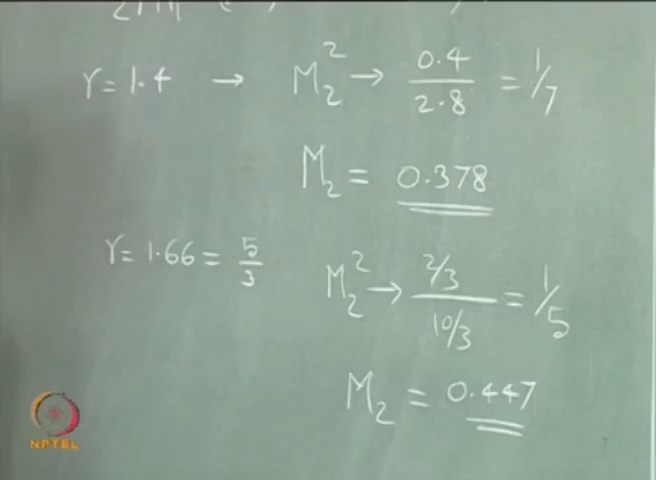 γ = 1.4 → M₂² → 0.4/2.8 = 1/7
M₂ = 0.378
γ = 1.66 = 5/3 M₂² → (2/3)/(10/3) = 1/5
M₂ = 0.447
NPTEL